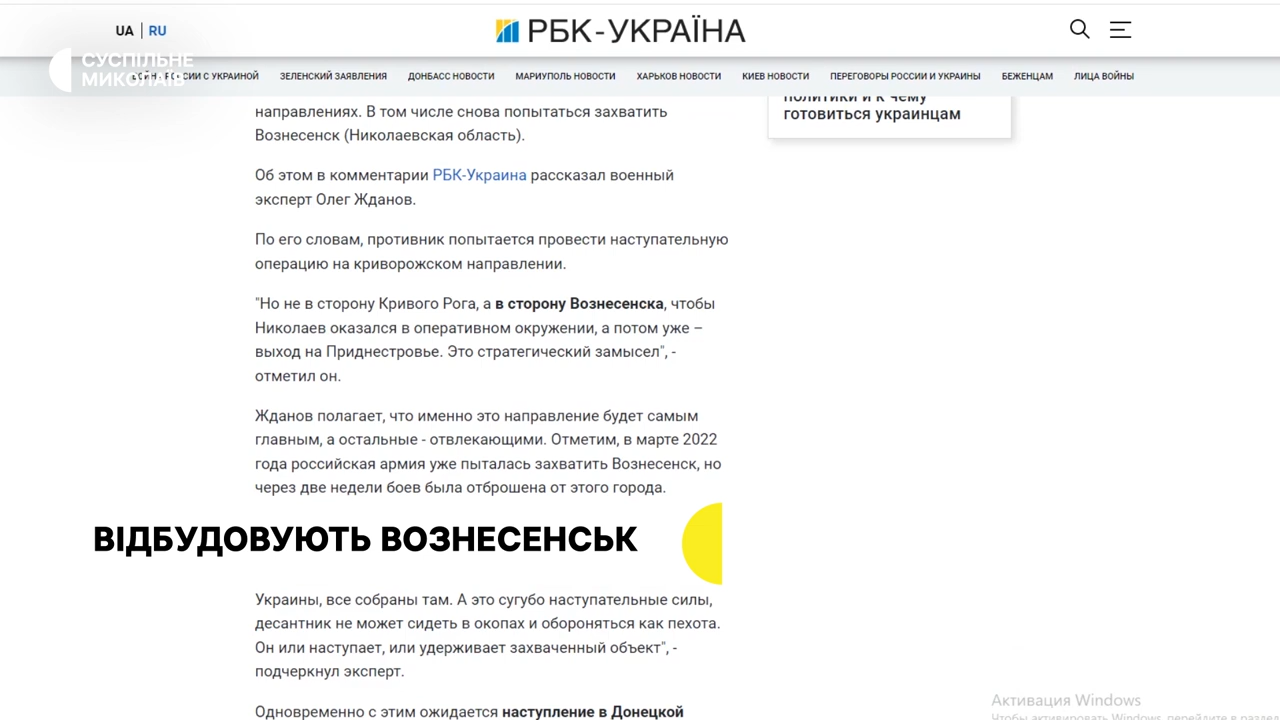 UA | RU
РБК-УКРАЇНА
СУСПІЛЬНЕ
МИКОЛАЇВ
С УКРАИНОЙ ЗЕЛЕНСКИЙ ЗАЯВЛЕНИЯ ДОНБАСС НОВОСТИ МАРИУПОЛЬ НОВОСТИ ХАРЬКОВ НОВОСТИ КИЕВ НОВОСТИ ПЕРЕГОВОРЫ РОССИИ И УКРАИНЫ БЕЖЕНЦАМ ЛИЦА ВОЙНЫ
политики и к чему
готовиться украинцам
направлениях. В том числе снова попытаться захватить
Вознесенск (Николаевская область).
Об этом в комментарии РБК-Украина рассказал военный
эксперт Олег Жданов.
По его словам, противник попытается провести наступательную
операцию на криворожском направлении.
"Но не в сторону Кривого Рога, а в сторону Вознесенска, чтобы
Николаев оказался в оперативном окружении, а потом уже –
выход на Приднестровье. Это стратегический замысел", -
отметил он.
Жданов полагает, что именно это направление будет самым
главным, а остальные - отвлекающими. Отметим, в марте 2022
года российская армия уже пыталась захватить Вознесенск, но
через две недели боев была отброшена от этого города.
ВІДБУДОВУЮТЬ ВОЗНЕСЕНСЬК
Украины, все собраны там. А это сугубо наступательные силы,
десантник не может сидеть в окопах и обороняться как пехота.
Он или наступает, или удерживает захваченный объект", -
подчеркнул эксперт.
Одновременно с этим ожидается наступление в Донецкой
Активация Windows
Чтобы активировать Windows, перейдите в раздел